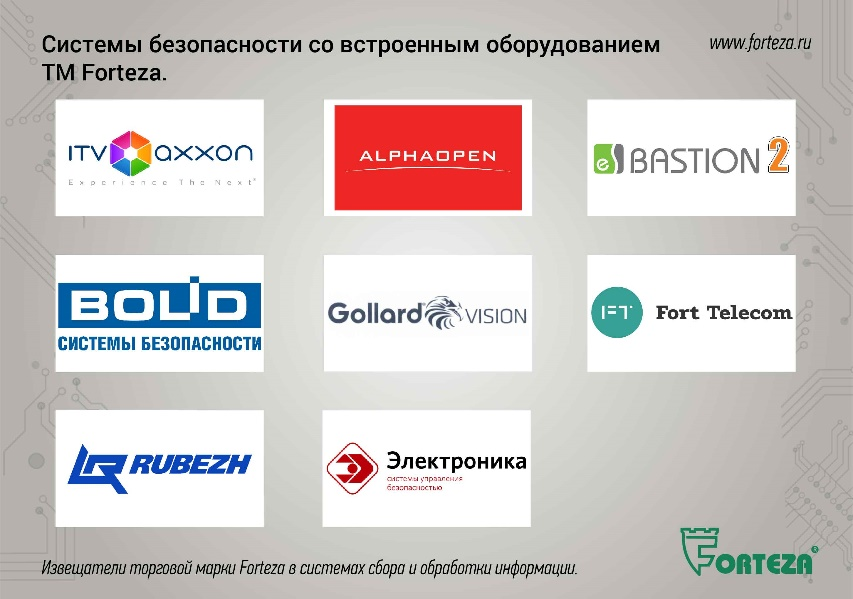 Системы безопасности со встроенным оборудованием
ТМ Forteza.
www.forteza.ru
ITV axxon
Experience The Next
ALPHAOPEN
eS BASTION 2
BOLID
СИСТЕМЫ БЕЗОПАСНОСТИ
Gollard VISION
FT Fort Telecom
R RUBEZH
Электроника
системы управления
безопасностью
Извещатели торговой марки Forteza в системах сбора и обработки информации.
FORTEZA®